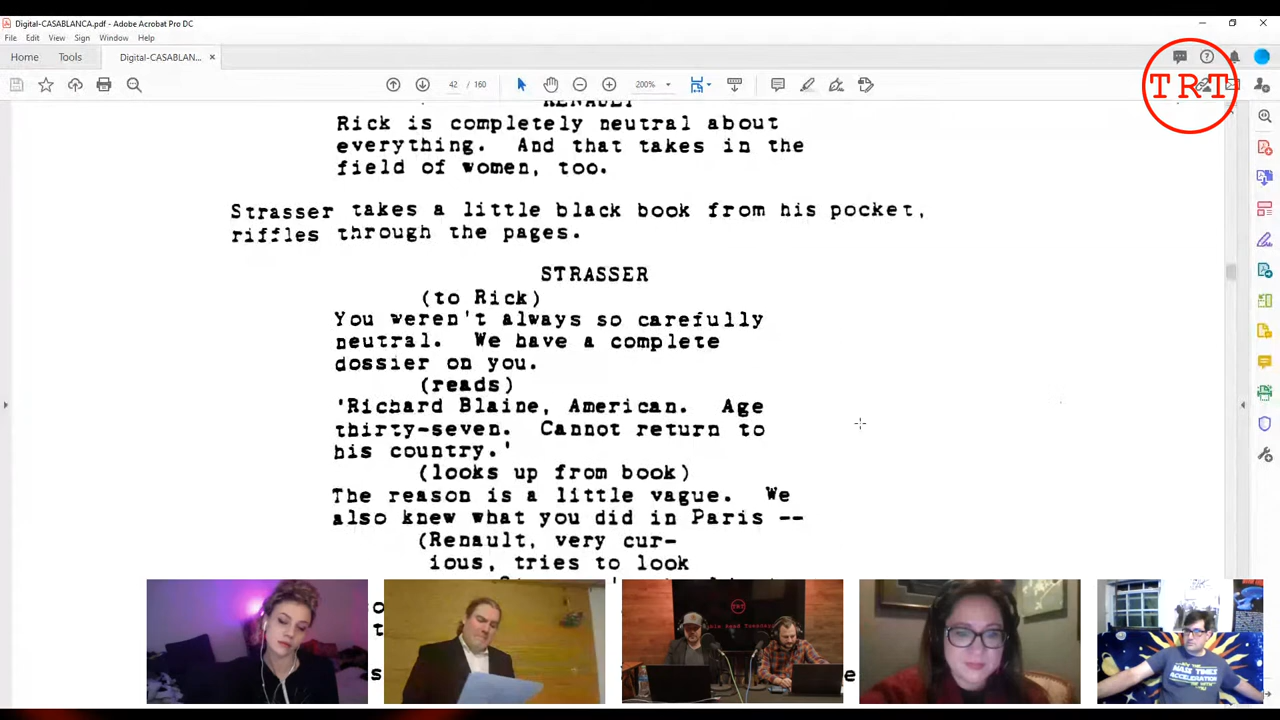 Digital-CASABLANCA.pdf - Adobe Acrobat Pro DC
File Edit View Sign Window Help
Home Tools Digital-CASABLAN... ×
42 / 160 200%
TRT
RENAULT
Rick is completely neutral about
everything. And that takes in the
field of women, too.
Strasser takes a little black book from his pocket,
riffles through the pages.
STRASSER
(to Rick)
You weren't always so carefully
neutral. We have a complete
dossier on you.
(reads)
'Richard Blaine, American. Age
thirty-seven. Cannot return to
his country.'
(looks up from book)
The reason is a little vague. We
also knew what you did in Paris --
(Renault, very cur-
ious, tries to look
TRT